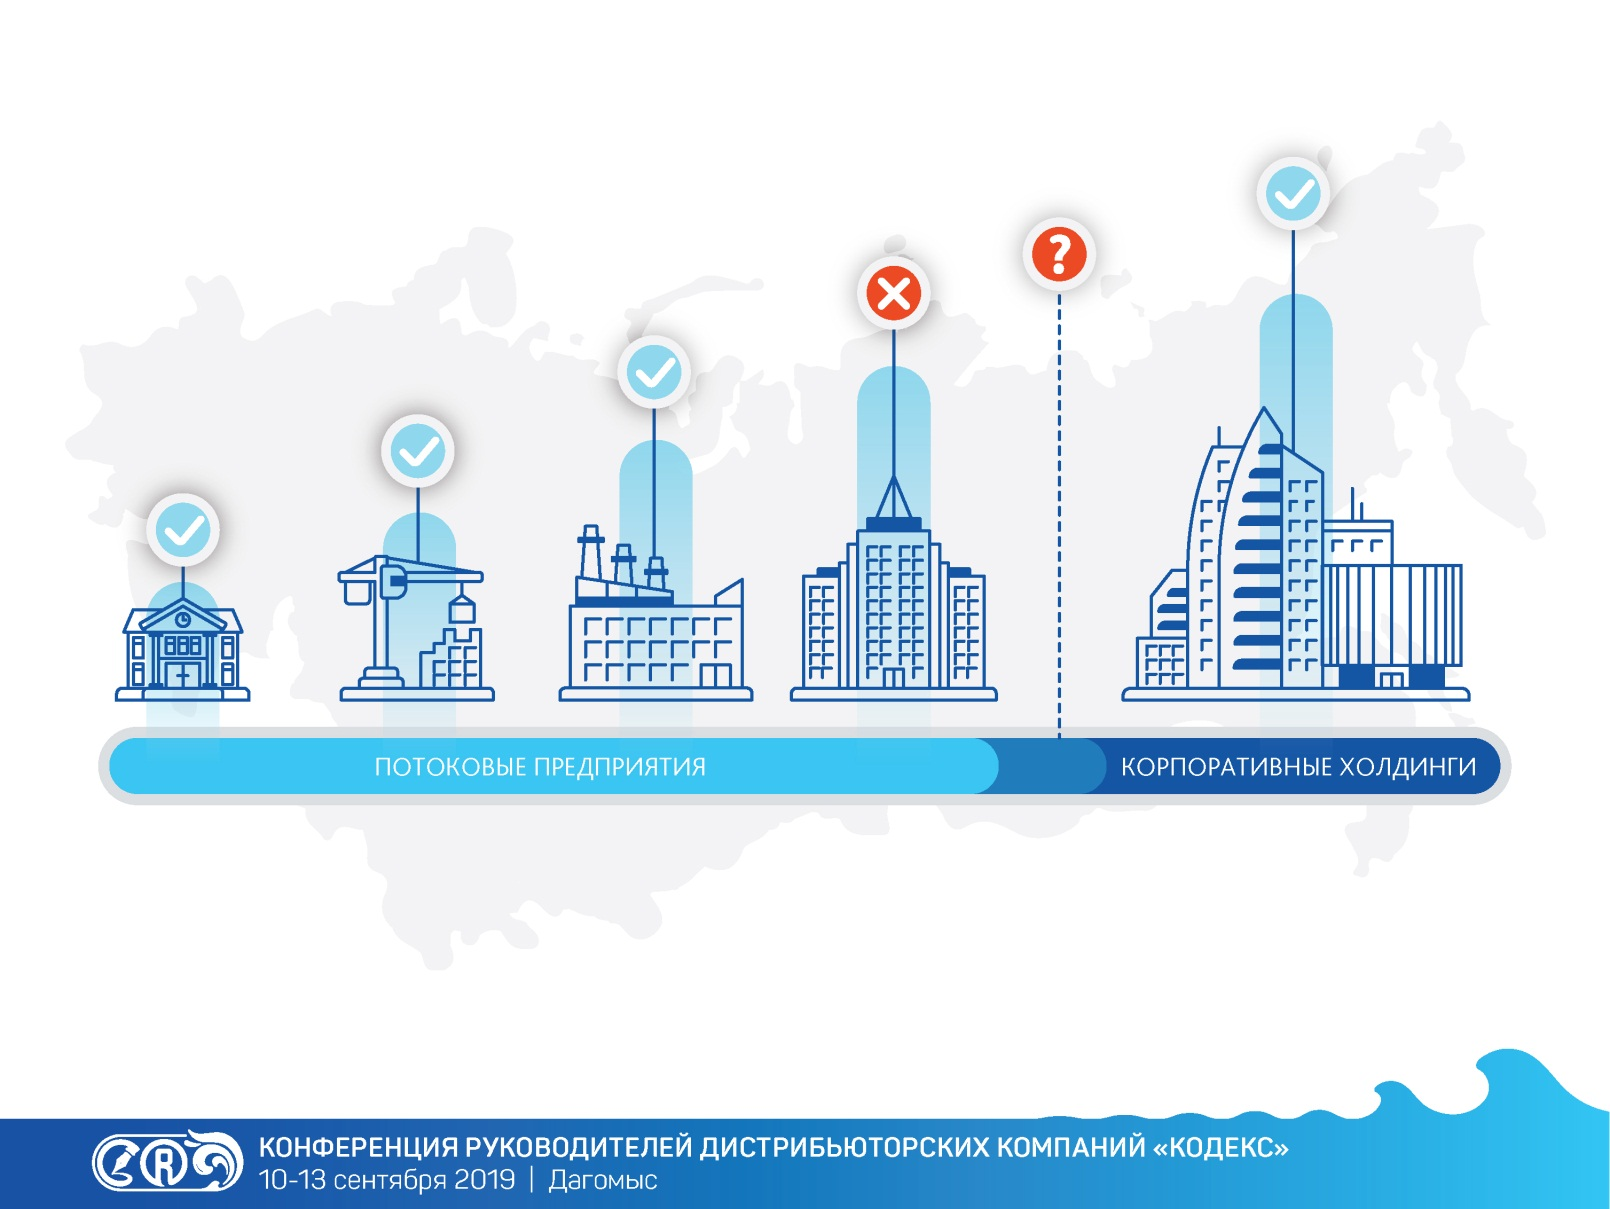 ?
ПОТОКОВЫЕ ПРЕДПРИЯТИЯ
КОРПОРАТИВНЫЕ ХОЛДИНГИ
®
КОНФЕРЕНЦИЯ РУКОВОДИТЕЛЕЙ ДИСТРИБЬЮТОРСКИХ КОМПАНИЙ «КОДЕКС»
10-13 сентября 2019 | Дагомыс